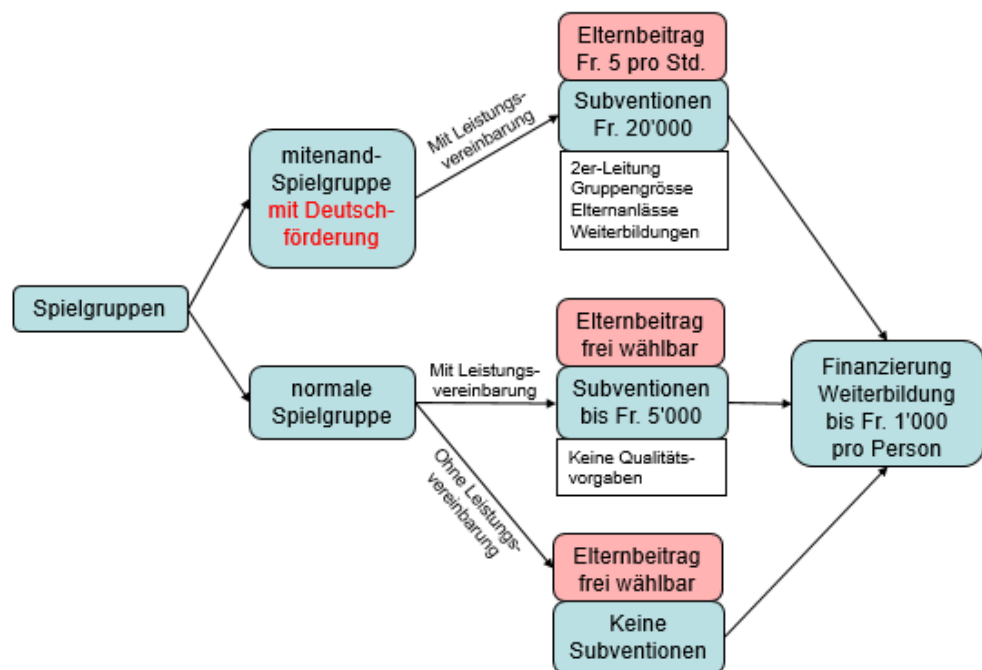 Spielgruppen
mitenand-
Spielgruppe
mit Deutsch-
förderung
Mit Leistungs-
vereinbarung
Elternbeitrag
Fr. 5 pro Std.
Subventionen
Fr. 20'000
2er-Leitung
Gruppengrösse
Elternanlässe
Weiterbildungen
normale
Spielgruppe
Mit Leistungs-
vereinbarung
Elternbeitrag
frei wählbar
Subventionen
bis Fr. 5'000
Keine Qualitäts-
vorgaben
Ohne Leistungs-
vereinbarung
Elternbeitrag
frei wählbar
Keine
Subventionen
Finanzierung
Weiterbildung
bis Fr. 1'000
pro Person